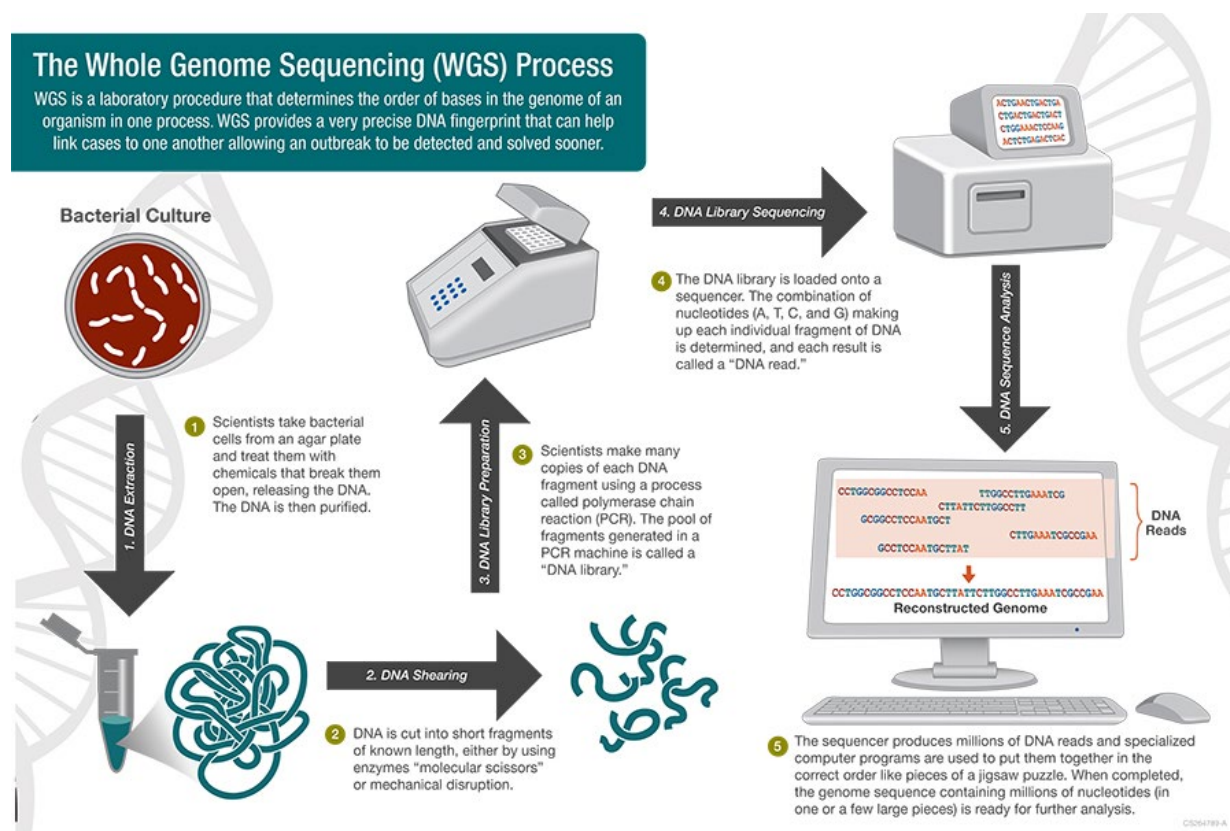 The Whole Genome Sequencing (WGS) Process
WGS is a laboratory procedure that determines the order of bases in the genome of an
organism in one process. WGS provides a very precise DNA fingerprint that can help
link cases to one another allowing an outbreak to be detected and solved sooner.
Bacterial Culture
1. DNA Extraction
1 Scientists take bacterial
cells from an agar plate
and treat them with
chemicals that break them
open, releasing the DNA.
The DNA is then purified.
2. DNA Shearing
2 DNA is cut into short fragments
of known length, either by using
enzymes “molecular scissors”
or mechanical disruption.
3. DNA Library Preparation
3 Scientists make many
copies of each DNA
fragment using a process
called polymerase chain
reaction (PCR). The pool of
fragments generated in a
PCR machine is called a
“DNA library.”
4. DNA Library Sequencing
4 The DNA library is loaded onto a
sequencer. The combination of
nucleotides (A, T, C, and G) making
up each individual fragment of DNA
is determined, and each result is
called a “DNA read.”
ACTGAACTGACTGA
CTGACTGACTGACT
CTGGAAACTCCAAG
ACTCTGAGACTCAC
5. DNA Sequence Analysis
CCTGGCGGCCTCCAA TTGGCCTTGAAATCG
CTTATTCTTGGCCTT
GCGGCCTCCAATGCT
CTTGAAATCGCCGAA
GCCTCCAATGCTTAT
DNA
Reads
CCTGGCGGCCTCCAATGCTTATTCTTGGCCTTGAAATCGCCGAA
Reconstructed Genome
5 The sequencer produces millions of DNA reads and specialized
computer programs are used to put them together in the
correct order like pieces of a jigsaw puzzle. When completed,
the genome sequence containing millions of nucleotides (in
one or a few large pieces) is ready for further analysis.
CS264789-A